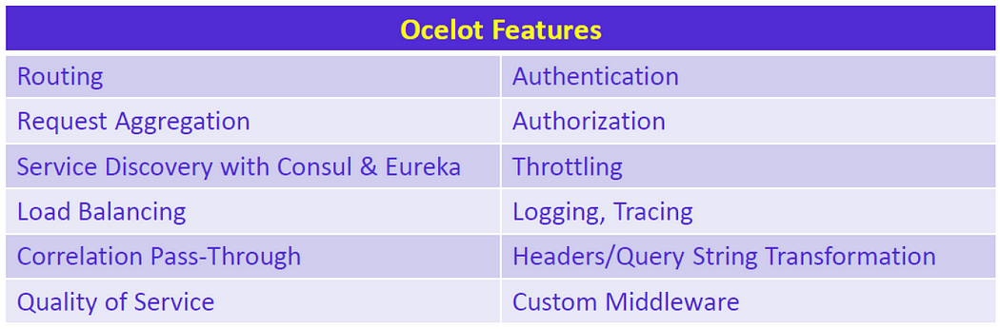 Ocelot Features
Routing
Authentication
Request Aggregation
Authorization
Service Discovery with Consul & Eureka
Throttling
Load Balancing
Logging, Tracing
Correlation Pass-Through
Headers/Query String Transformation
Quality of Service
Custom Middleware